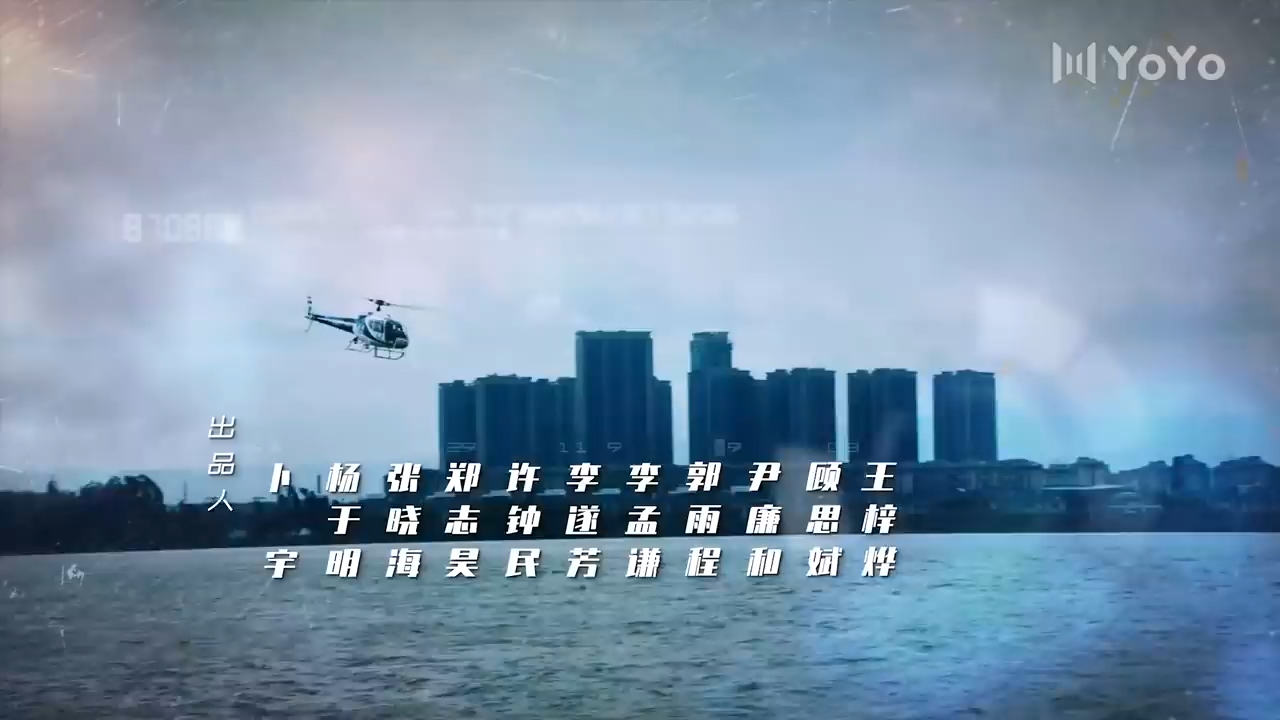 YoYo
出品人
卜宇
杨于明
张晓海
郑志昊
许钟民
李遂芳
李孟谦
郭雨程
尹廉和
顾思斌
王梓烨